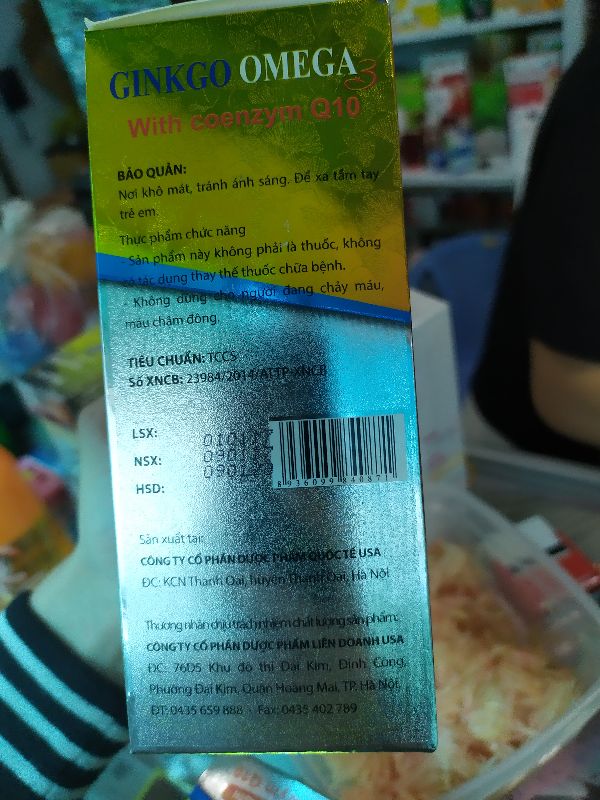 GINKGO OMEGA 3
With coenzym Q10
BẢO QUẢN:
Nơi khô mát, tránh ánh sáng. Để xa tầm tay
trẻ em.
Thực phẩm chức năng
- Sản phẩm này không phải là thuốc, không
có tác dụng thay thế thuốc chữa bệnh.
- Không dùng cho người đang chảy máu,
máu chậm đông.
TIÊU CHUẨN: TCCS
Số XNCB: 23984/2014/ATTP-XNCB
LSX:
NSX:
HSD:
Sản xuất tại:
CÔNG TY CỔ PHẦN DƯỢC PHẨM QUỐC TẾ USA
ĐC: KCN Thanh Oai, huyện Thanh Oai, Hà Nội
Thương nhân chịu trách nhiệm chất lượng sản phẩm:
CÔNG TY CỔ PHẦN DƯỢC PHẨM LIÊN DOANH USA
ĐC: 76D5 Khu đô thị Đại Kim, Định Công,
Phường Đại Kim, Quận Hoàng Mai, TP. Hà Nội.
ĐT: 0435 659 888 - Fax: 0435 402 789